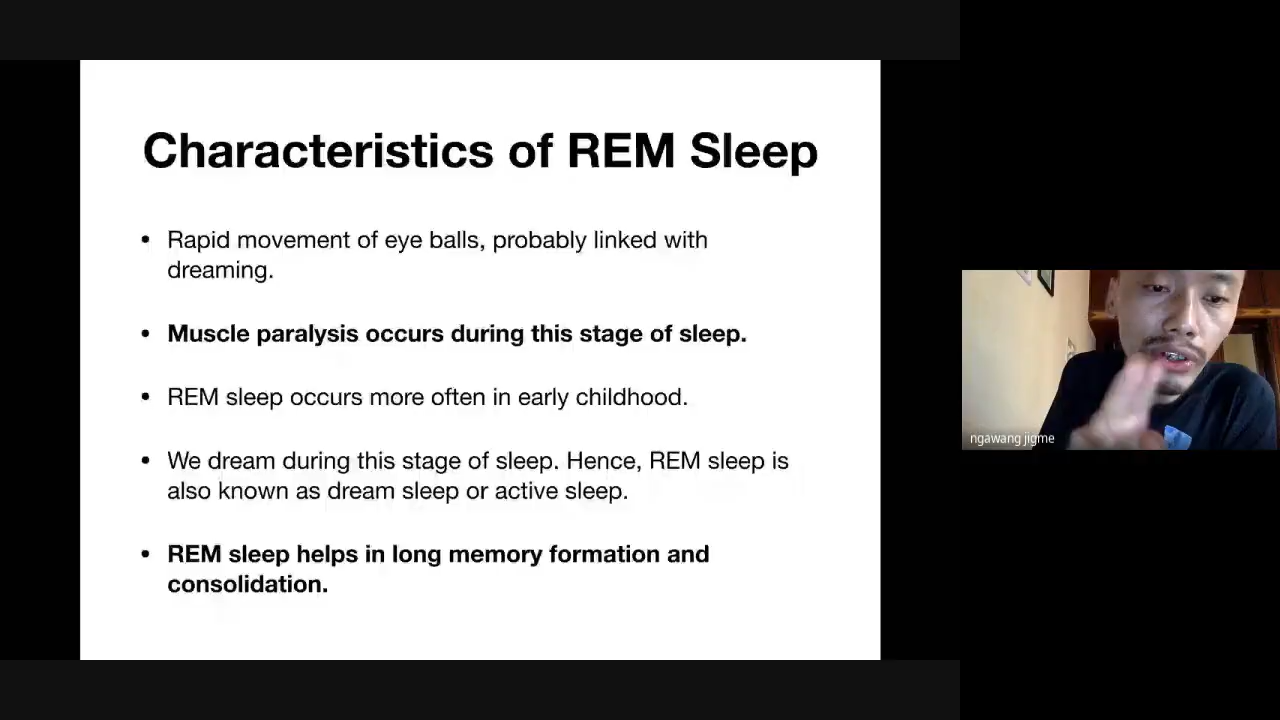 Characteristics of REM Sleep
• Rapid movement of eye balls, probably linked with
dreaming.
• Muscle paralysis occurs during this stage of sleep.
• REM sleep occurs more often in early childhood.
• We dream during this stage of sleep. Hence, REM sleep is
also known as dream sleep or active sleep.
• REM sleep helps in long memory formation and
consolidation.
ngawang jigme